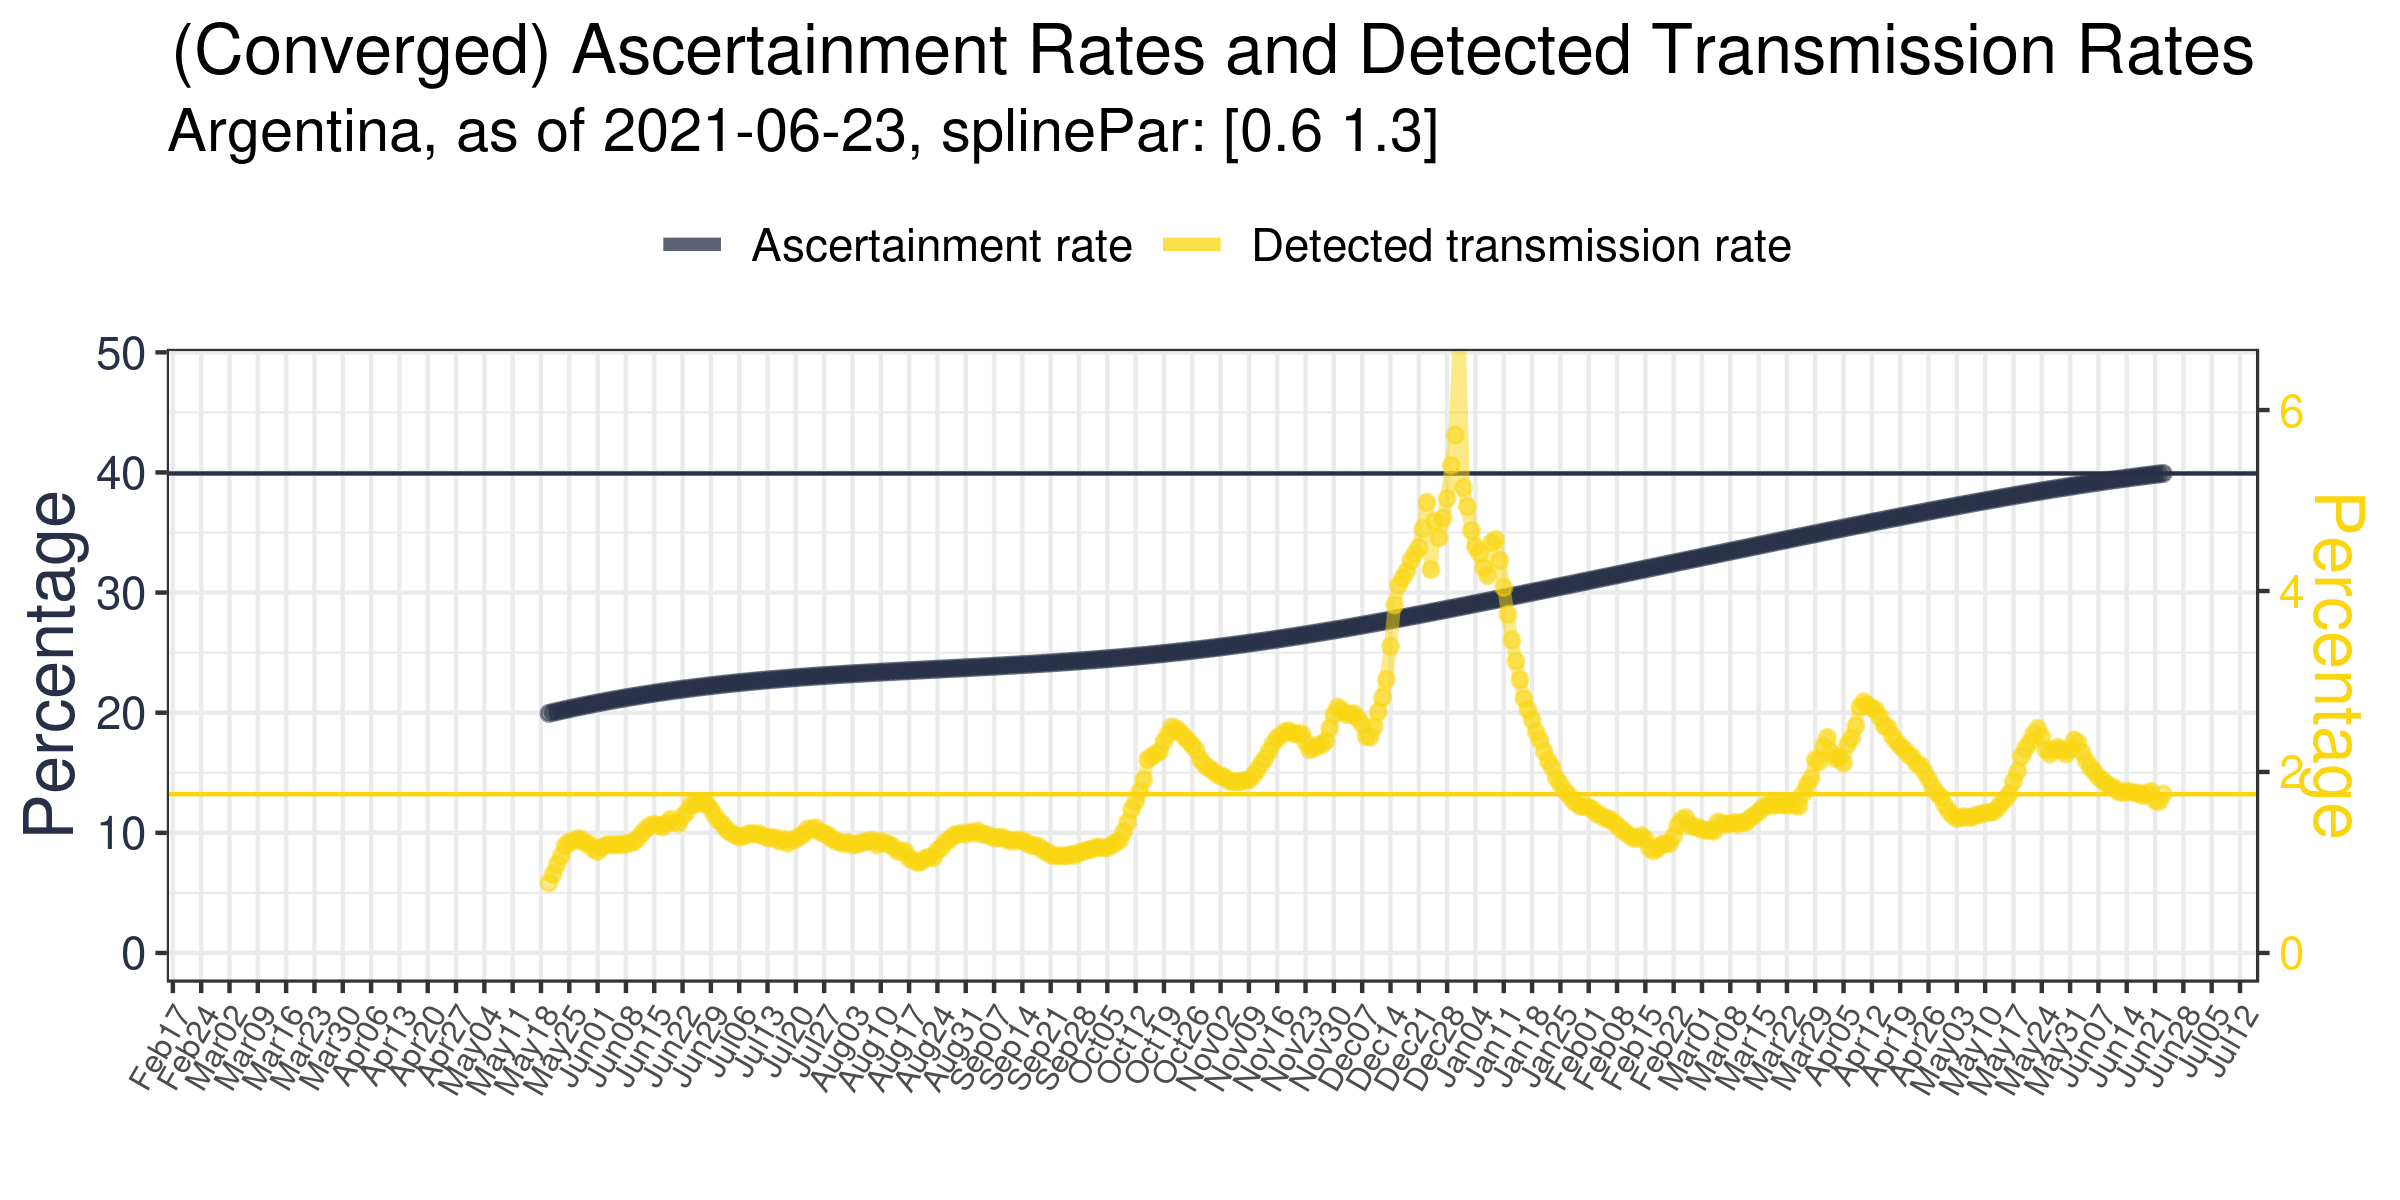 (Converged) Ascertainment Rates and Detected Transmission Rates
Argentina, as of 2021-06-23, splinePar: [0.6 1.3]
Ascertainment rate
Detected transmission rate
Percentage
50
40
30
20
10
0
6
4
2
0
Percentage
Feb17
Feb24
Mar02
Mar09
Mar16
Mar23
Mar30
Apr06
Apr13
Apr20
Apr27
May04
May11
May18
May25
Jun01
Jun08
Jun15
Jun22
Jun29
Jul06
Jul13
Jul20
Jul27
Aug03
Aug10
Aug17
Aug24
Aug31
Sep07
Sep14
Sep21
Sep28
Oct05
Oct12
Oct19
Oct26
Nov02
Nov09
Nov16
Nov23
Nov30
Dec07
Dec14
Dec21
Dec28
Jan04
Jan11
Jan18
Jan25
Feb01
Feb08
Feb15
Feb22
Mar01
Mar08
Mar15
Mar22
Mar29
Apr05
Apr12
Apr19
Apr26
May03
May10
May17
May24
May31
Jun07
Jun14
Jun21
Jun28
Jul05
Jul12